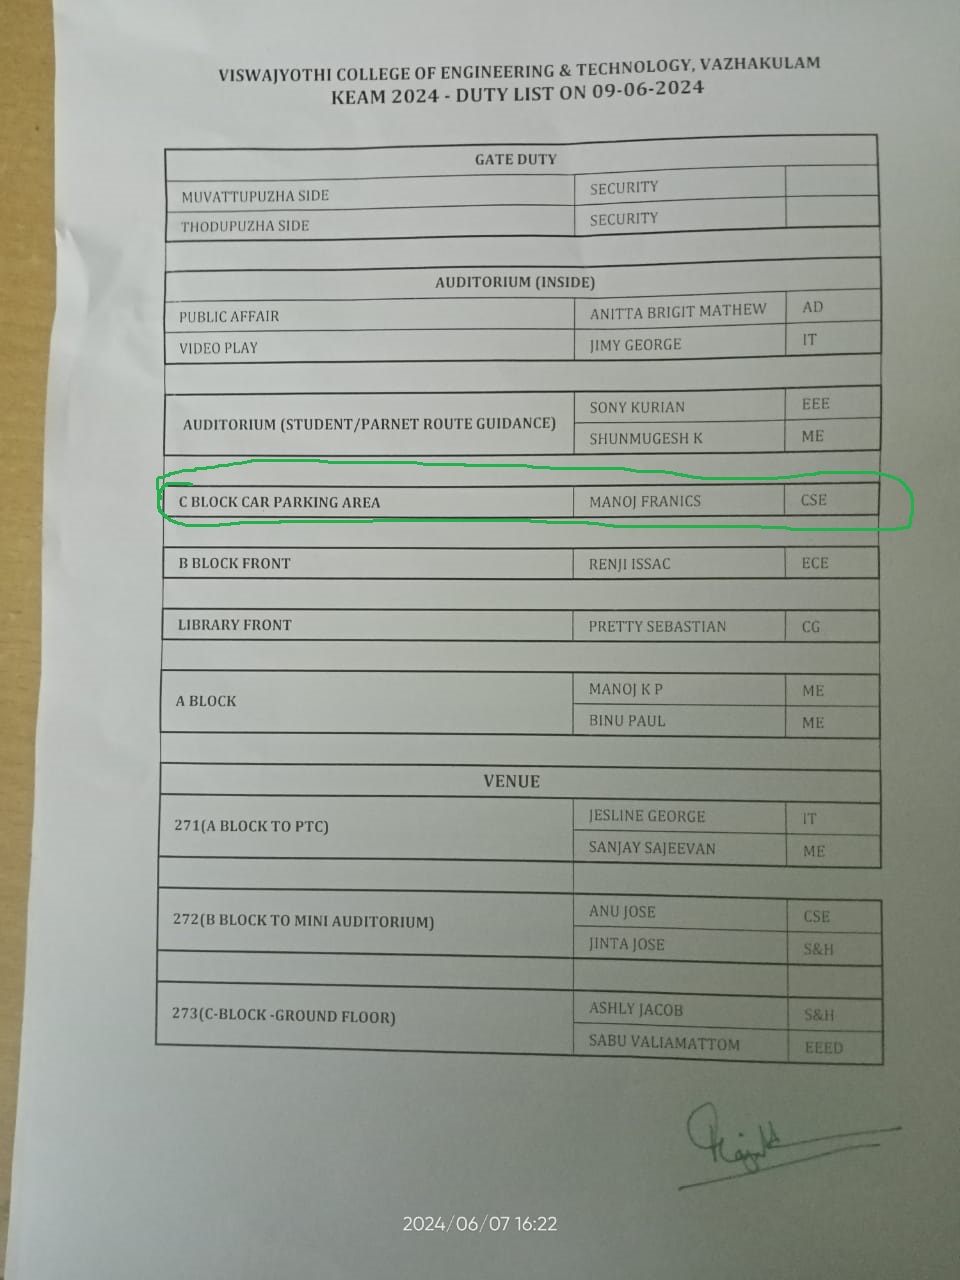 VISWAJYOTHI COLLEGE OF ENGINEERING & TECHNOLOGY, VAZHAKULAM
KEAM 2024 - DUTY LIST ON 09-06-2024
GATE DUTY
MUVATTUPUZHA SIDE SECURITY
THODUPUZHA SIDE SECURITY
AUDITORIUM (INSIDE)
PUBLIC AFFAIR ANITTA BRIGIT MATHEW AD
VIDEO PLAY JIMY GEORGE IT
AUDITORIUM (STUDENT/PARNET ROUTE GUIDANCE) SONY KURIAN EEE
SHUNMUGESH K ME
C BLOCK CAR PARKING AREA MANOJ FRANICS CSE
B BLOCK FRONT RENJI ISSAC ECE
LIBRARY FRONT PRETTY SEBASTIAN CG
A BLOCK MANOJ K P ME
BINU PAUL ME
VENUE
271(A BLOCK TO PTC) JESLINE GEORGE IT
SANJAY SAJEEVAN ME
272(B BLOCK TO MINI AUDITORIUM) ANU JOSE CSE
JINTA JOSE S&H
273(C-BLOCK -GROUND FLOOR) ASHLY JACOB S&H
SABU VALIAMATTOM EEED
2024/06/07 16:22